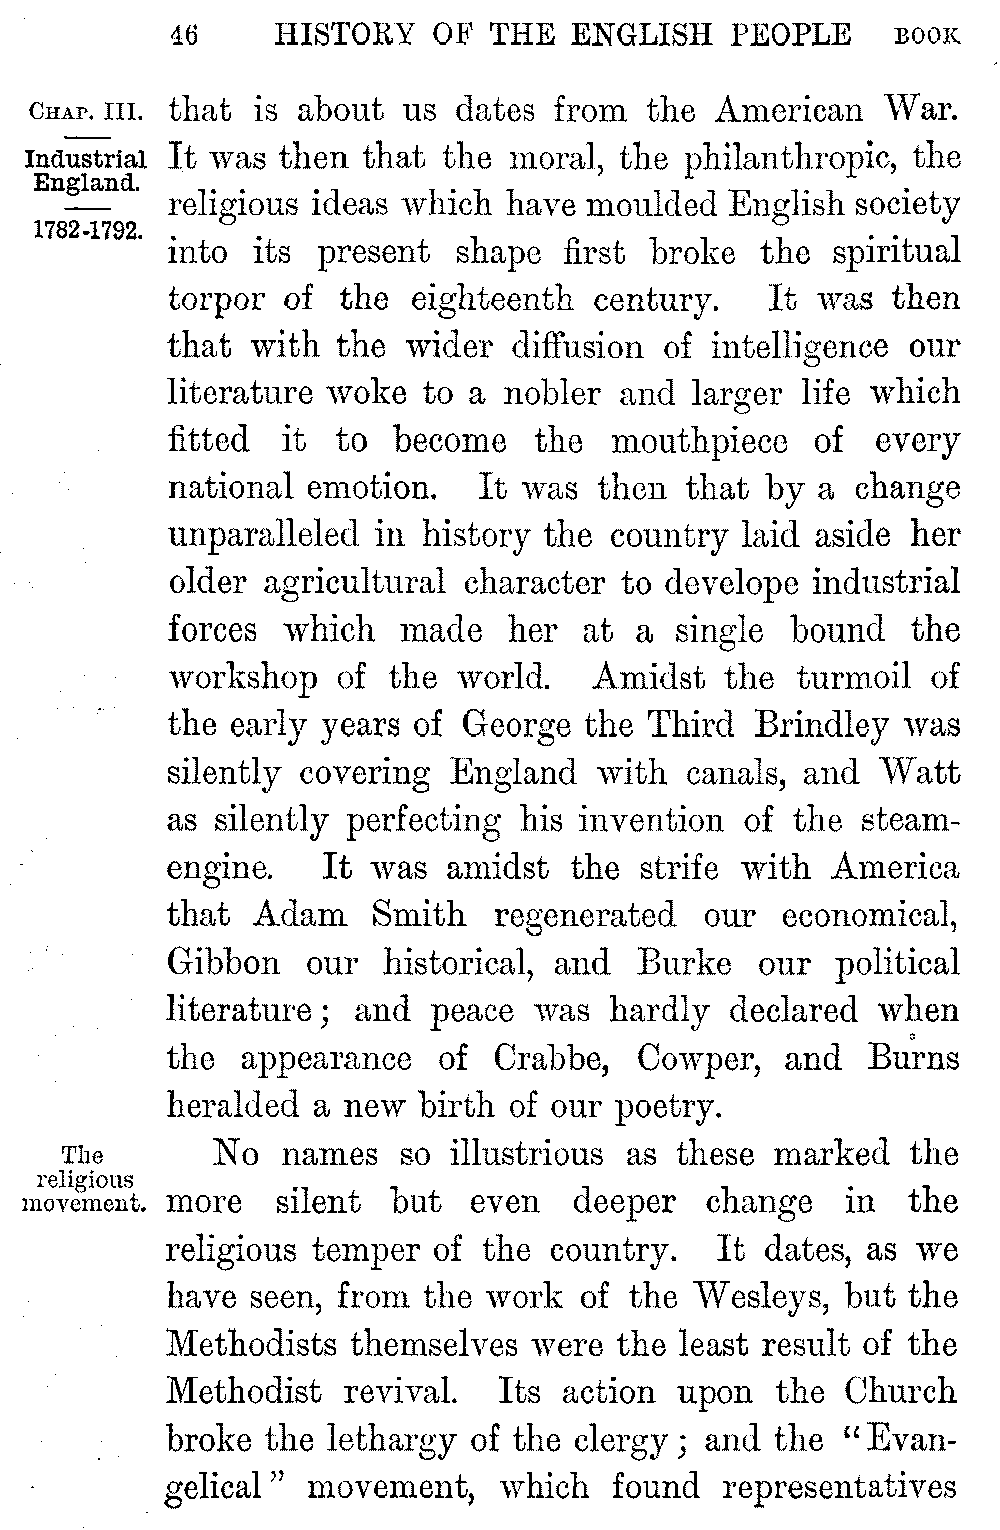 46 HISTORY OF THE ENGLISH PEOPLE BOOK
CHAP. III.
Industrial
England.
1782-1792.
that is about us dates from the American War.
It was then that the moral, the philanthropic, the
religious ideas which have moulded English society
into its present shape first broke the spiritual
torpor of the eighteenth century. It was then
that with the wider diffusion of intelligence our
literature woke to a nobler and larger life which
fitted it to become the mouthpiece of every
national emotion. It was then that by a change
unparalleled in history the country laid aside her
older agricultural character to develope industrial
forces which made her at a single bound the
workshop of the world. Amidst the turmoil of
the early years of George the Third Brindley was
silently covering England with canals, and Watt
as silently perfecting his invention of the steam-
engine. It was amidst the strife with America
that Adam Smith regenerated our economical,
Gibbon our historical, and Burke our political
literature; and peace was hardly declared when
the appearance of Crabbe, Cowper, and Burns
heralded a new birth of our poetry.
The
religious
movement.
No names so illustrious as these marked the
more silent but even deeper change in the
religious temper of the country. It dates, as we
have seen, from the work of the Wesleys, but the
Methodists themselves were the least result of the
Methodist revival. Its action upon the Church
broke the lethargy of the clergy; and the "Evan-
gelical" movement, which found representatives